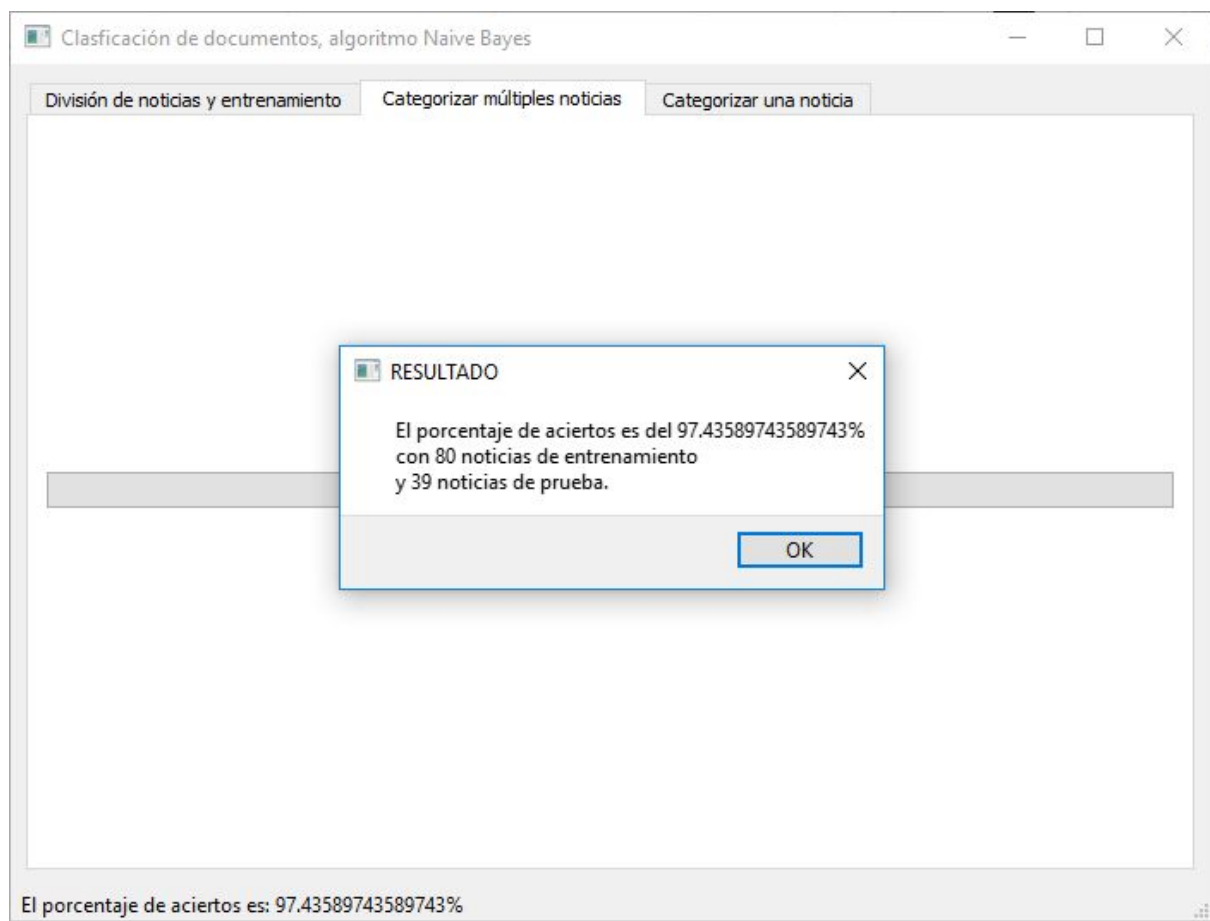 Clasficación de documentos, algoritmo Naive Bayes
División de noticias y entrenamiento
Categorizar múltiples noticias
Categorizar una noticia
RESULTADO
El porcentaje de aciertos es del 97.43589743589743%
con 80 noticias de entrenamiento
y 39 noticias de prueba.
OK
El porcentaje de aciertos es: 97.43589743589743%